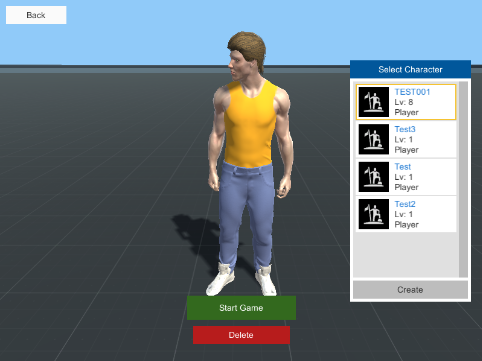 Back
Select Character
TEST001
Lv: 8
Player
Test3
Lv: 1
Player
Test
Lv: 1
Player
Test2
Lv: 1
Player
Create
Start Game
Delete